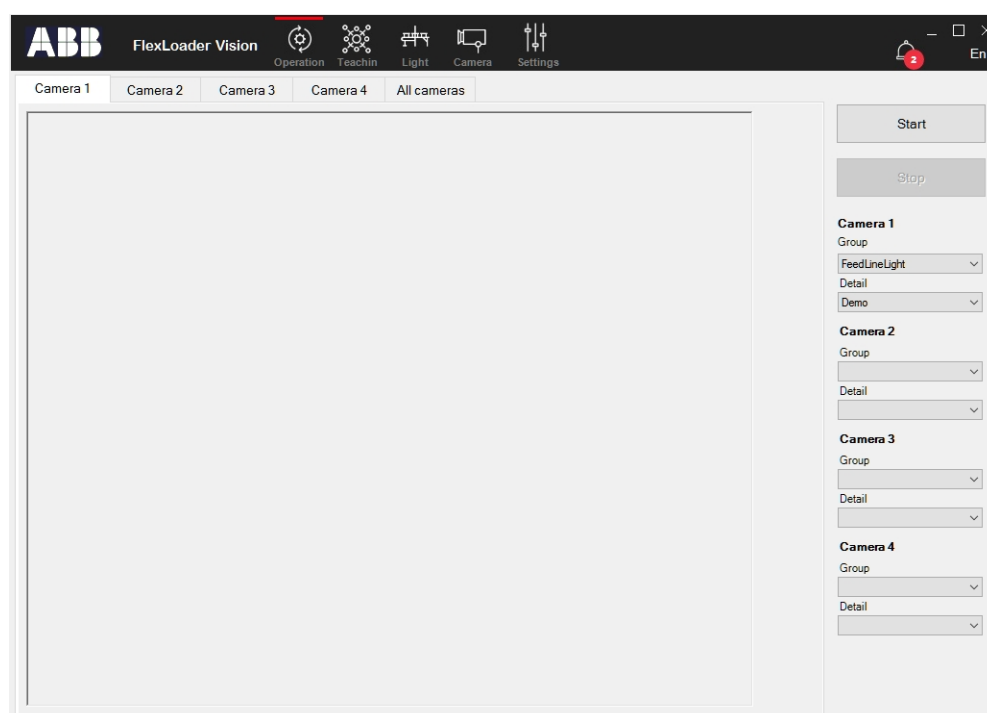 ABB FlexLoader Vision
Operation Teachin Light Camera Settings
2
En
Camera 1 Camera 2 Camera 3 Camera 4 All cameras
Start
Stop
Camera 1
Group
FeedLineLight
Detail
Demo
Camera 2
Group
Detail
Camera 3
Group
Detail
Camera 4
Group
Detail